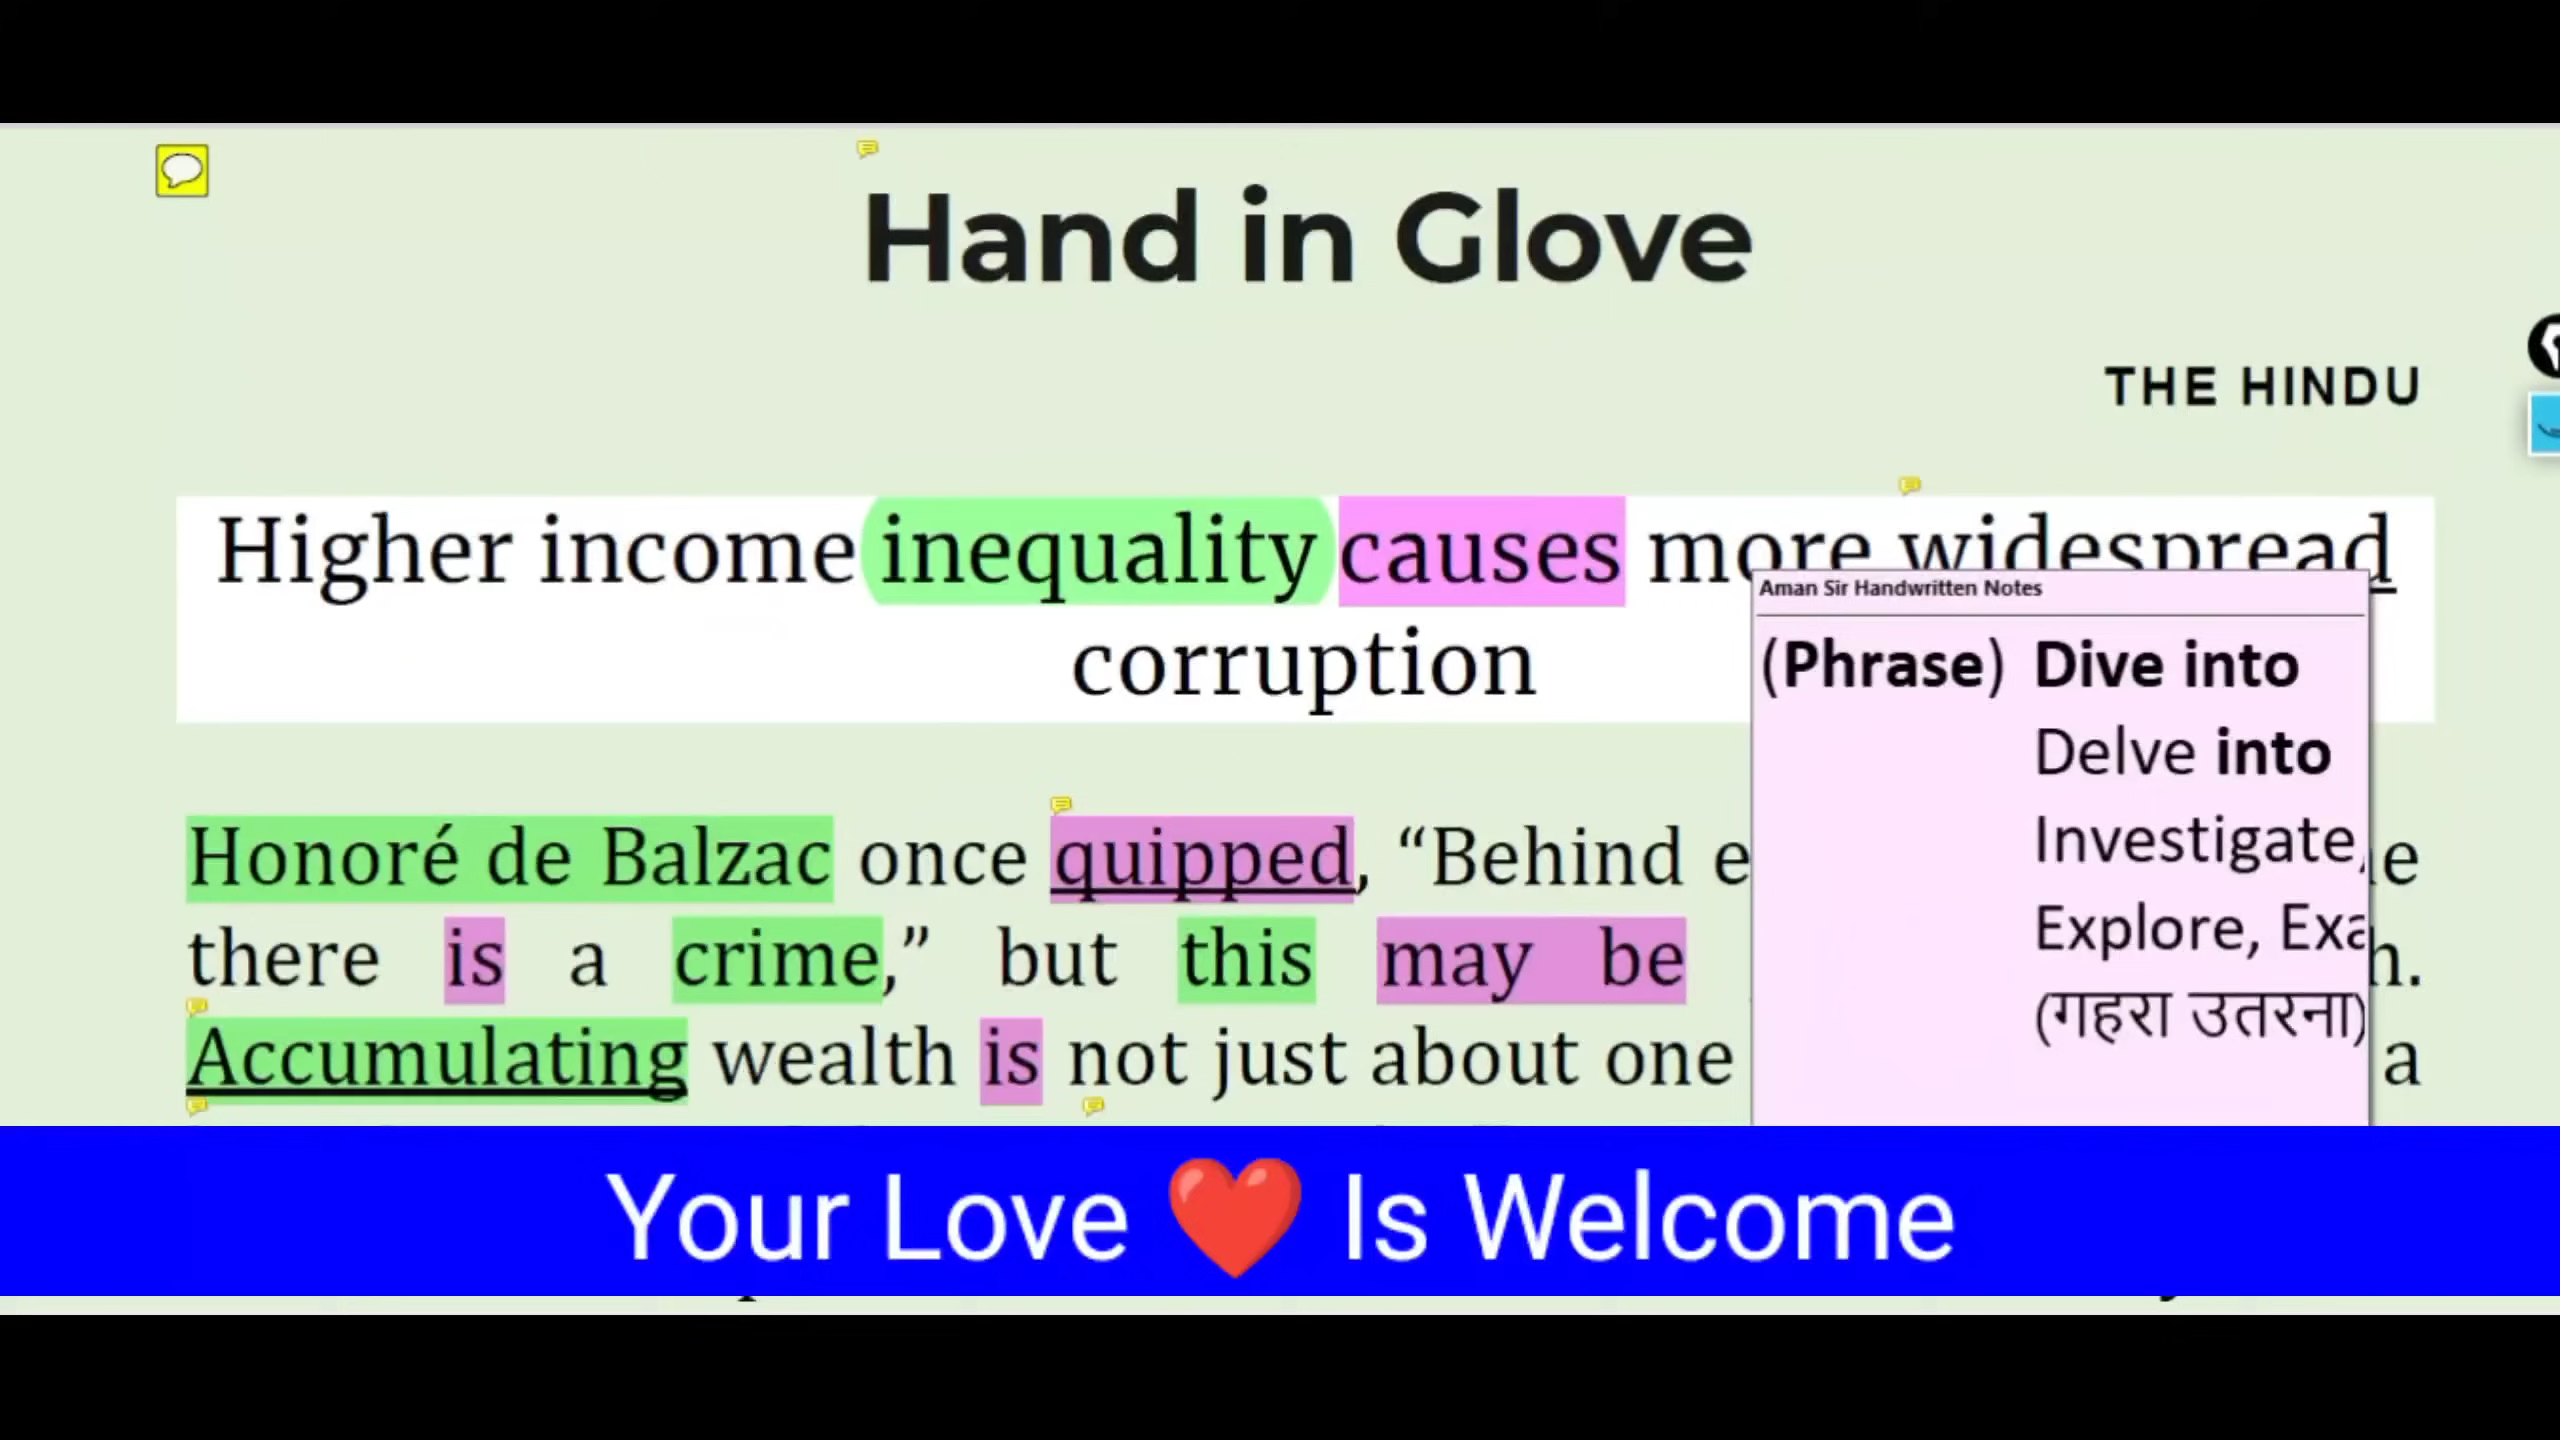 Hand in Glove
THE HINDU
Higher income inequality causes more widespread
corruption
Aman Sir Handwritten Notes
(Phrase) Dive into
Delve into
Investigate,
Explore,
(गहरा उतरना)
Honoré de Balzac once quipped, “Behind
there is a crime,” but this may be
Accumulating wealth is not just about one
a
Your Love ❤️ Is Welcome